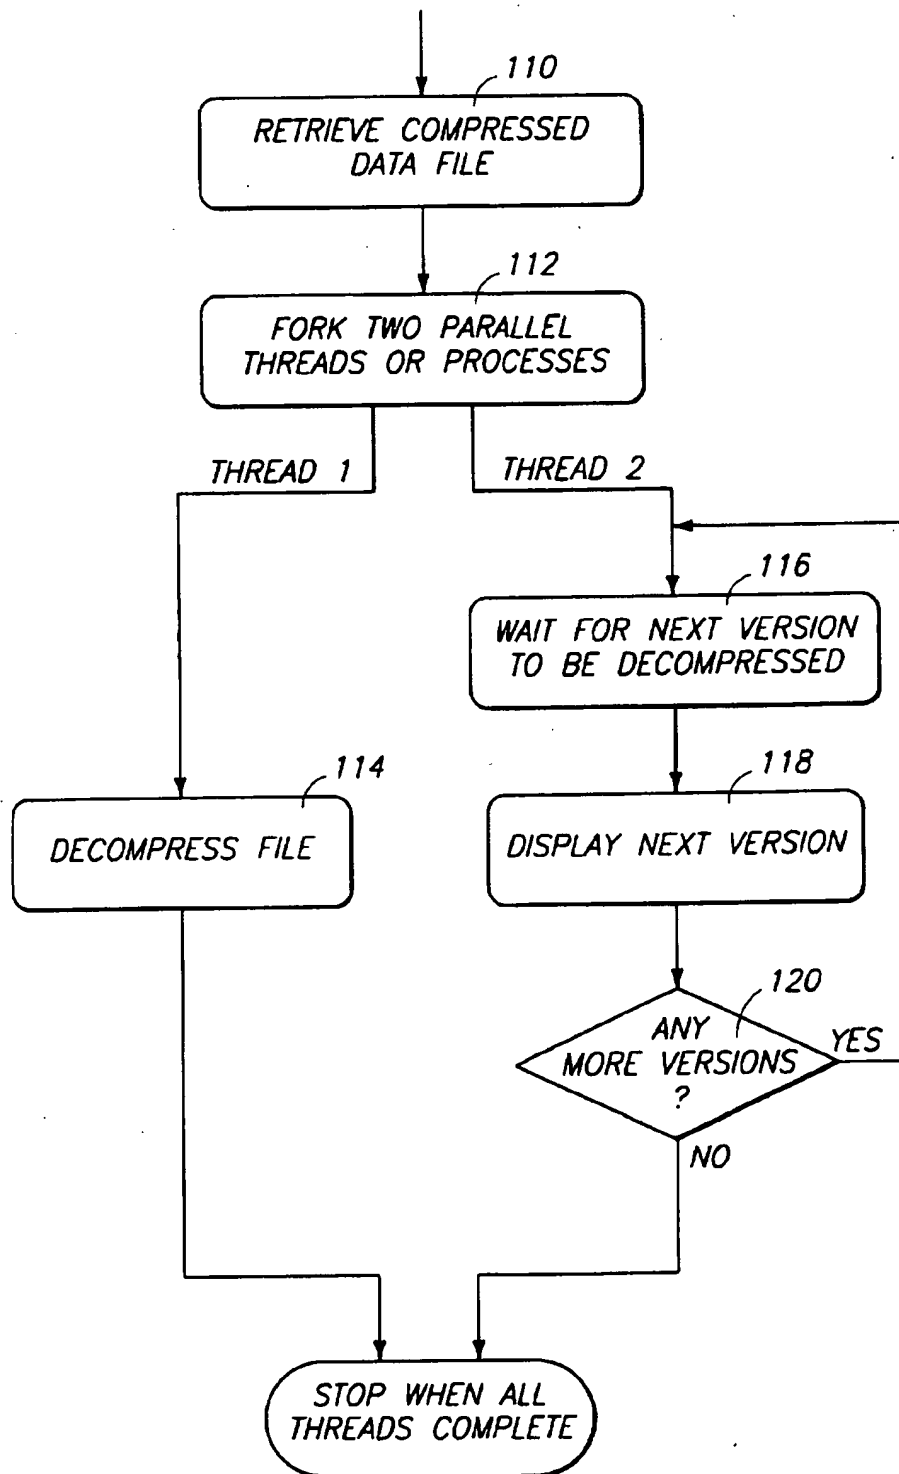 110
RETRIEVE COMPRESSED
DATA FILE
112
FORK TWO PARALLEL
THREADS OR PROCESSES
THREAD 1
THREAD 2
116
WAIT FOR NEXT VERSION
TO BE DECOMPRESSED
114
DECOMPRESS FILE
118
DISPLAY NEXT VERSION
120
ANY
MORE VERSIONS
?
YES
NO
STOP WHEN ALL
THREADS COMPLETE